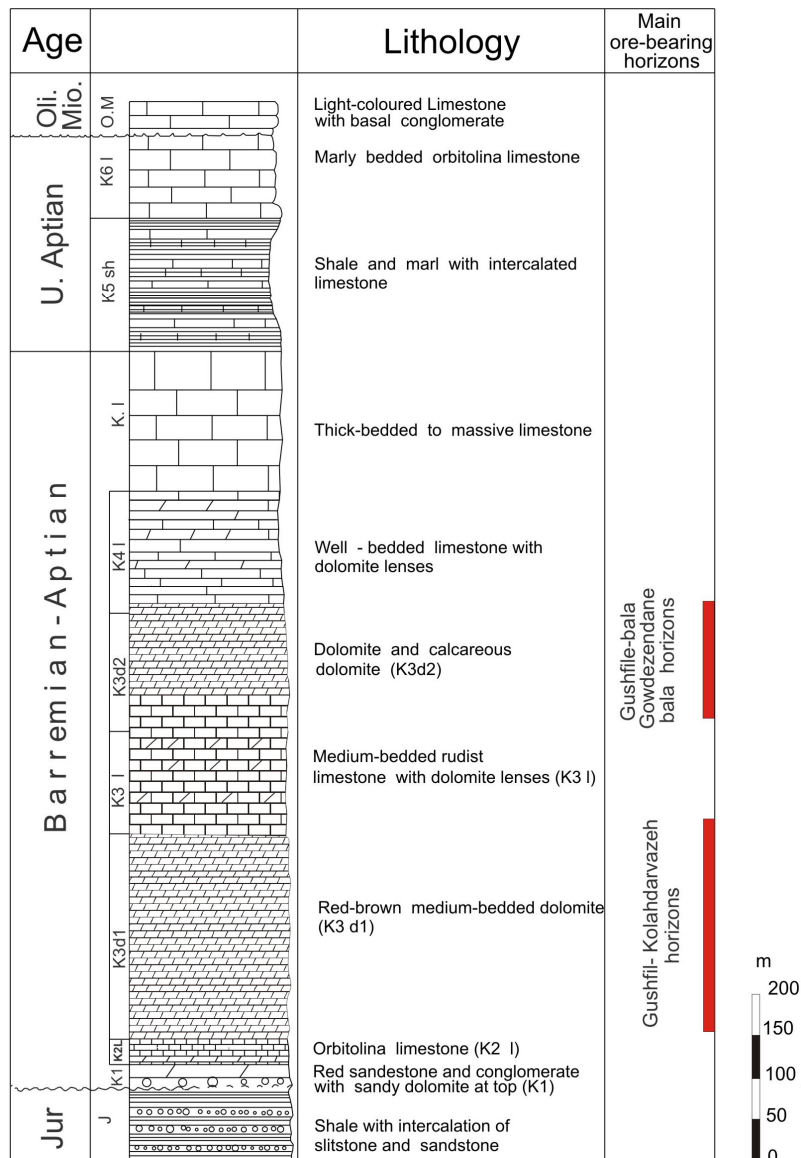 Age
Lithology
Main
ore-bearing
horizons
Oli.
Mio.
O.M
Light-coloured Limestone
with basal conglomerate
U. Aptian
K6 l
Marly bedded orbitolina limestone
K5 sh
Shale and marl with intercalated
limestone
Barremian-Aptian
K. l
Thick-bedded to massive limestone
K4 l
Well - bedded limestone with
dolomite lenses
K3d2
Dolomite and calcareous
dolomite (K3d2)
Gushfile-bala
Gowdezendane
bala horizons
K3 l
Medium-bedded rudist
limestone with dolomite lenses (K3 l)
K3d1
Red-brown medium-bedded dolomite
(K3 d1)
Gushfil- Kolahdarvazeh
horizons
K2L
Orbitolina limestone (K2 l)
K1
Red sandestone and conglomerate
with sandy dolomite at top (K1)
Jur
J
Shale with intercalation of
slitstone and sandstone
m
200
150
100
50
0